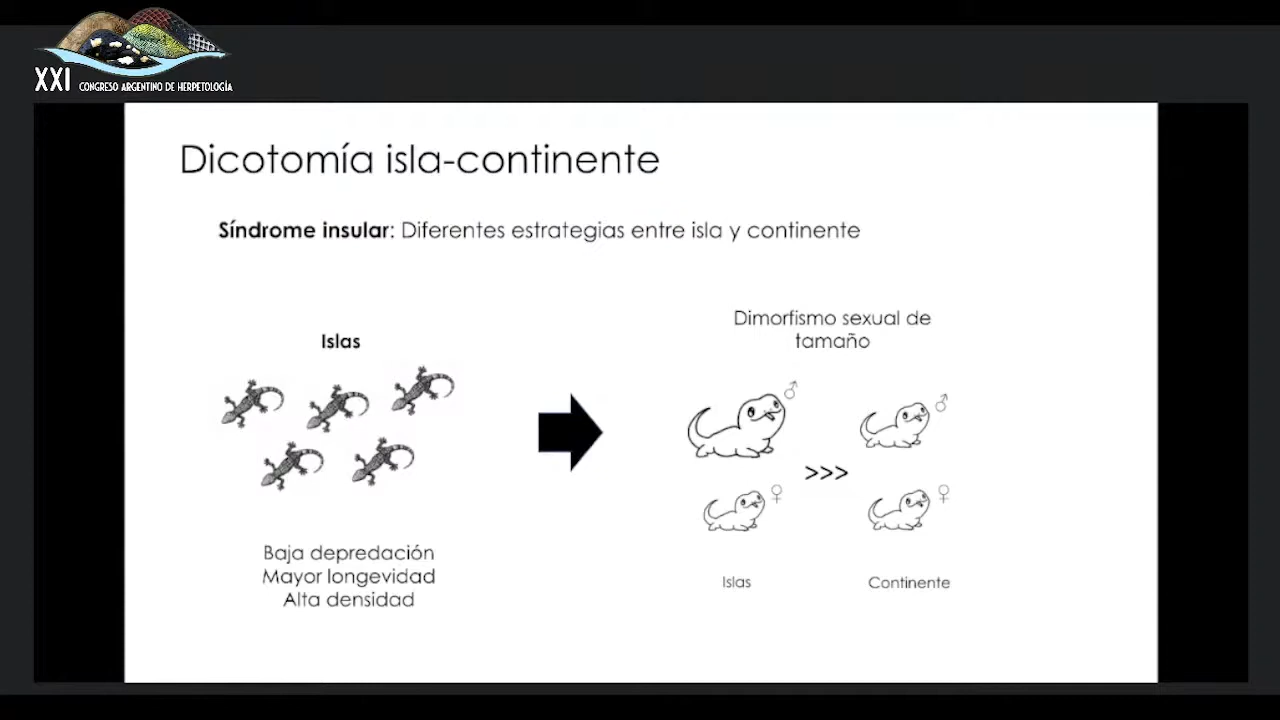 XXI CONGRESO ARGENTINO DE HERPETOLOGÍA
Dicotomía isla-continente
Síndrome insular: Diferentes estrategias entre isla y continente
Islas
Baja depredación
Mayor longevidad
Alta densidad
Dimorfismo sexual de
tamaño
♂ ♂
>>>
♀ ♀
Islas
Continente